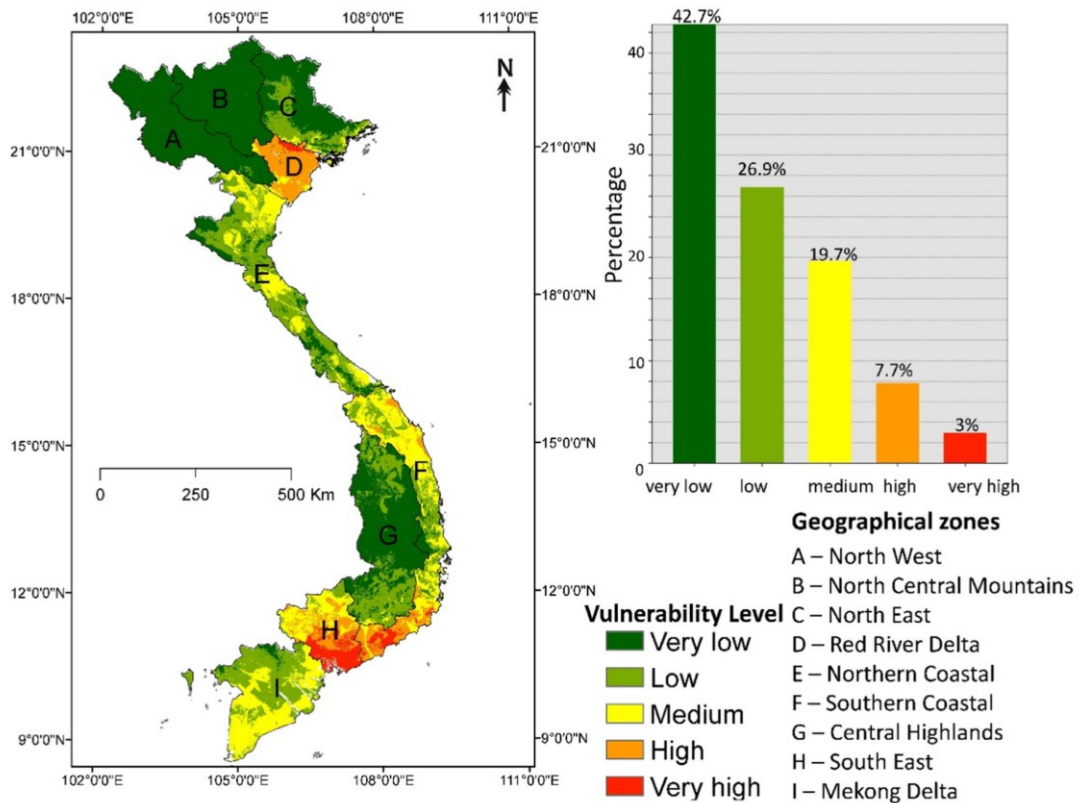 102°0'0"E 105°0'0"E 108°0'0"E 111°0'0"E
N
A
B
C
D
E
F
G
H
I
21°0'0"N
18°0'0"N
15°0'0"N
12°0'0"N
9°0'0"N
21°0'0"N
18°0'0"N
15°0'0"N
12°0'0"N
9°0'0"N
0 250 500 Km
102°0'0"E 105°0'0"E 108°0'0"E 111°0'0"E
Vulnerability Level
Very low
Low
Medium
High
Very high
Percentage
40
30
20
10
0
42.7%
26.9%
19.7%
7.7%
3%
very low low medium high very high
Geographical zones
A – North West
B – North Central Mountains
C – North East
D – Red River Delta
E – Northern Coastal
F – Southern Coastal
G – Central Highlands
H – South East
I – Mekong Delta